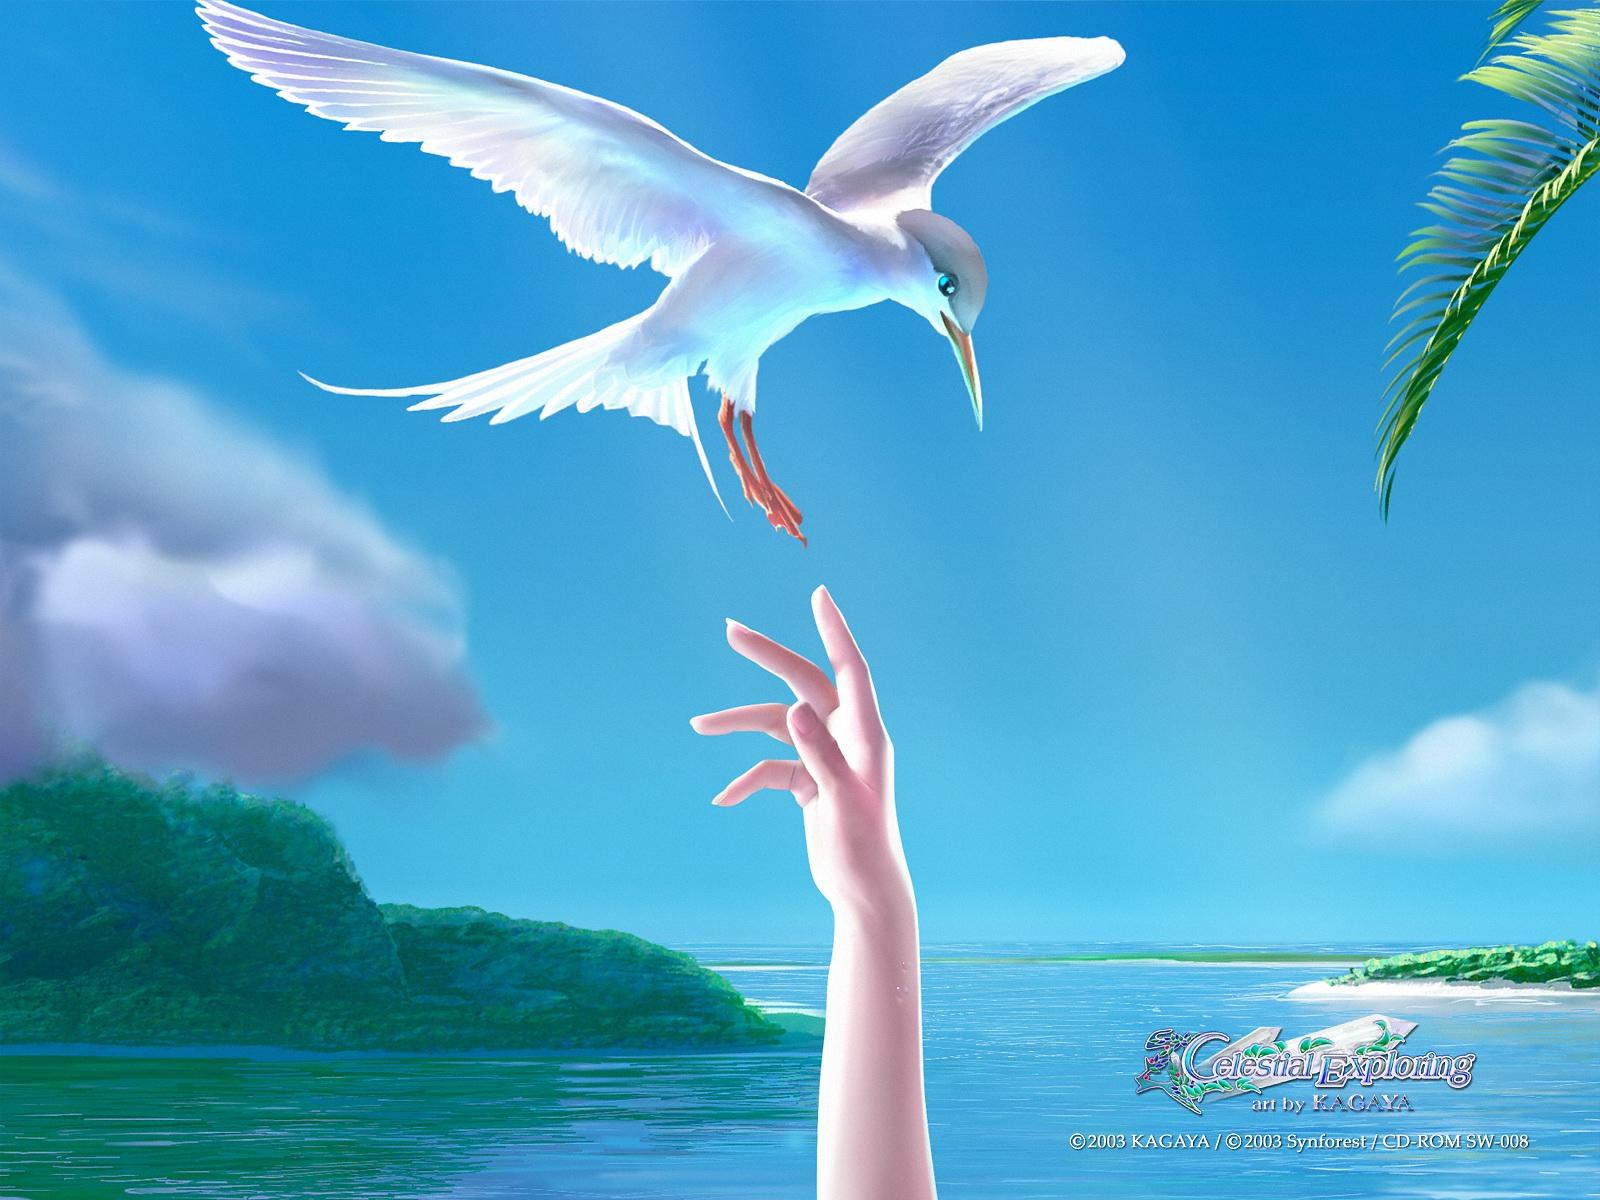 Celestial Exploring
art by KAGAYA
©2003 KAGAYA / ©2003 Synforest / CD-ROM SW-008